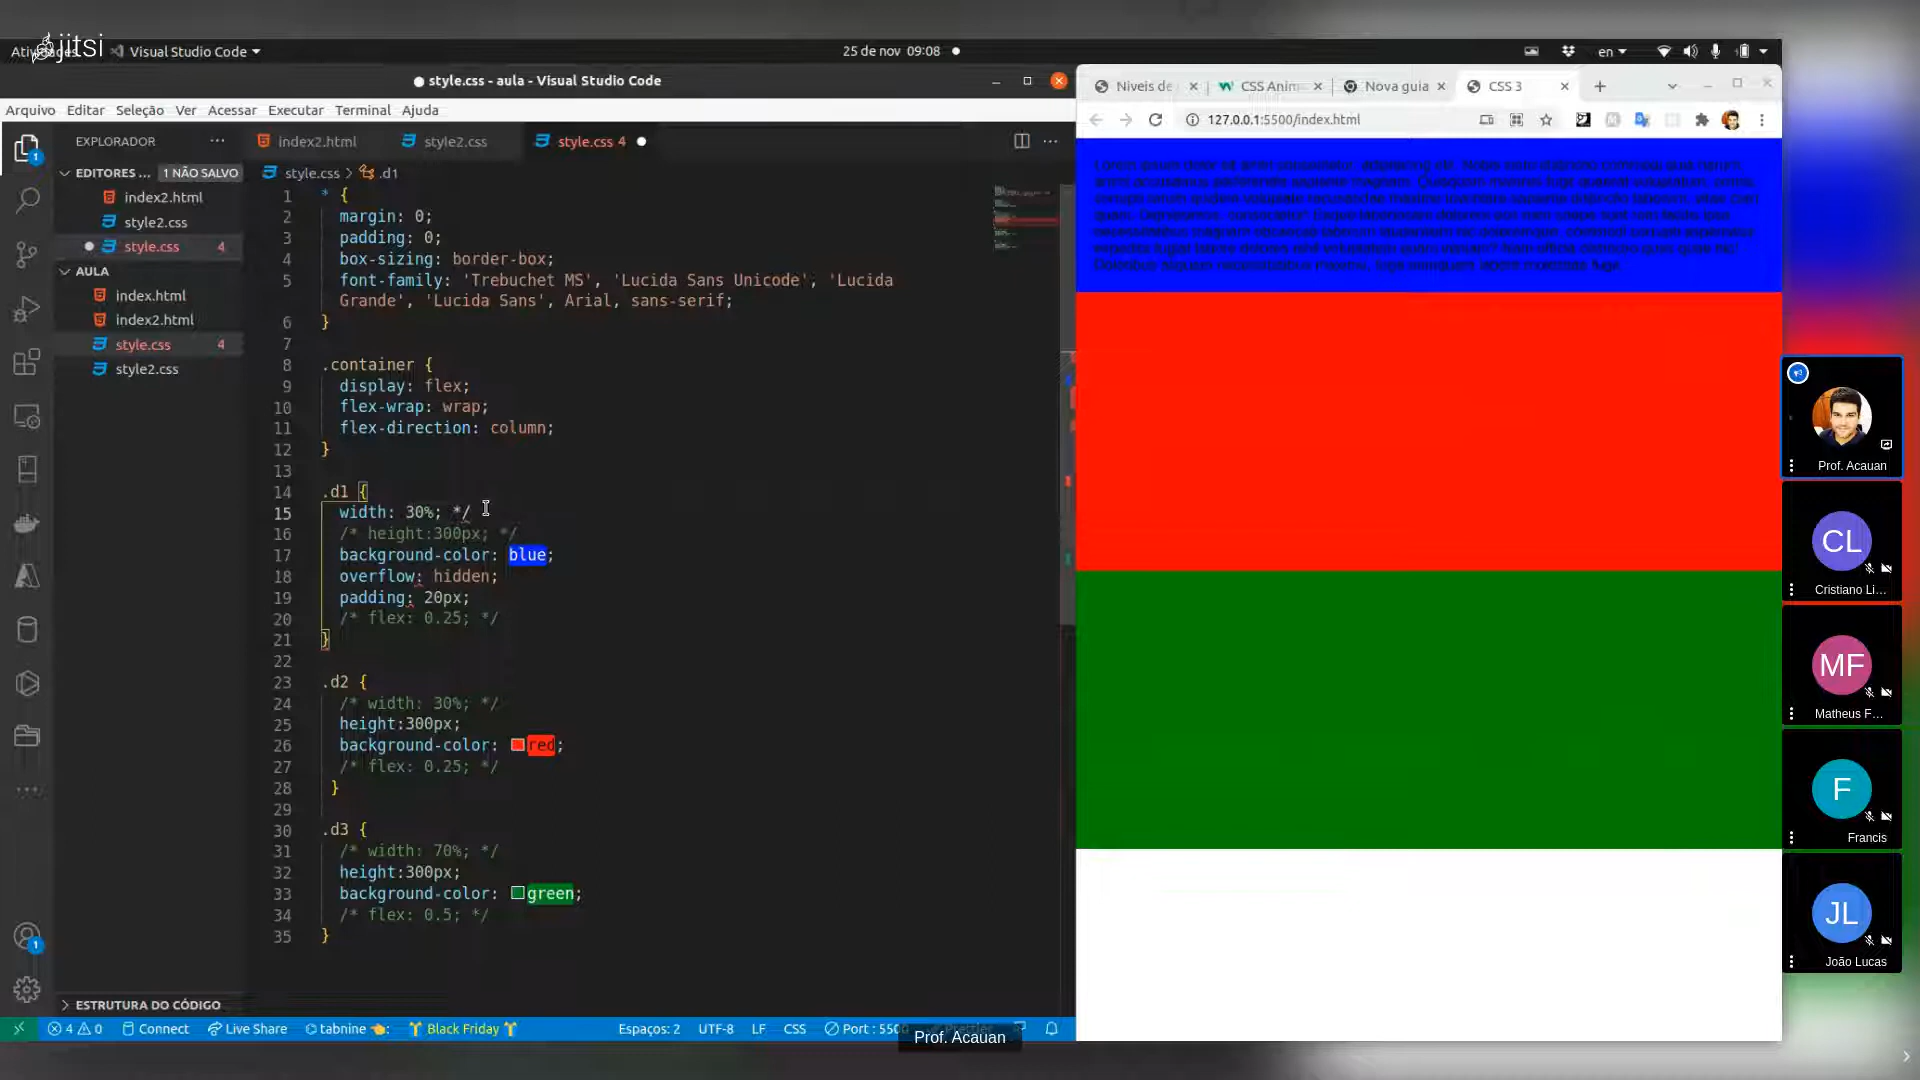 jitsi
Visual Studio Code
25 de nov 09:08
en
style.css - aula - Visual Studio Code
Arquivo Editar Seleção Ver Acessar Executar Terminal Ajuda
EXPLORADOR
EDITORES ... 1 NÃO SALVO
index2.html
style2.css
style.css 4
AULA
index.html
index2.html
style.css 4
style2.css
ESTRUTURA DO CÓDIGO
index2.html style2.css style.css 4
style.css > .d1
1 * {
2 margin: 0;
3 padding: 0;
4 box-sizing: border-box;
5 font-family: 'Trebuchet MS', 'Lucida Sans Unicode', 'Lucida
Grande', 'Lucida Sans', Arial, sans-serif;
6 }
7
8 .container {
9 display: flex;
10 flex-wrap: wrap;
11 flex-direction: column;
12 }
13
14 .d1 {
15 width: 30%; */
16 /* height:300px; */
17 background-color: blue;
18 overflow: hidden;
19 padding: 20px;
20 /* flex: 0.25; */
21 }
22
23 .d2 {
24 /* width: 30%; */
25 height:300px;
26 background-color: red;
27 /* flex: 0.25; */
28 }
29
30 .d3 {
31 /* width: 70%; */
32 height:300px;
33 background-color: green;
34 /* flex: 0.5; */
35 }
4 0 Connect Live Share tabnine Black Friday Espaços: 2 UTF-8 LF CSS Port : 550
Niveis de CSS Anim Nova guia CSS 3
127.0.0.1:5500/index.html
Prof. Acauan
CL
Cristiano Li...
MF
Matheus F...
F
Francis
JL
João Lucas
Prof. Acauan